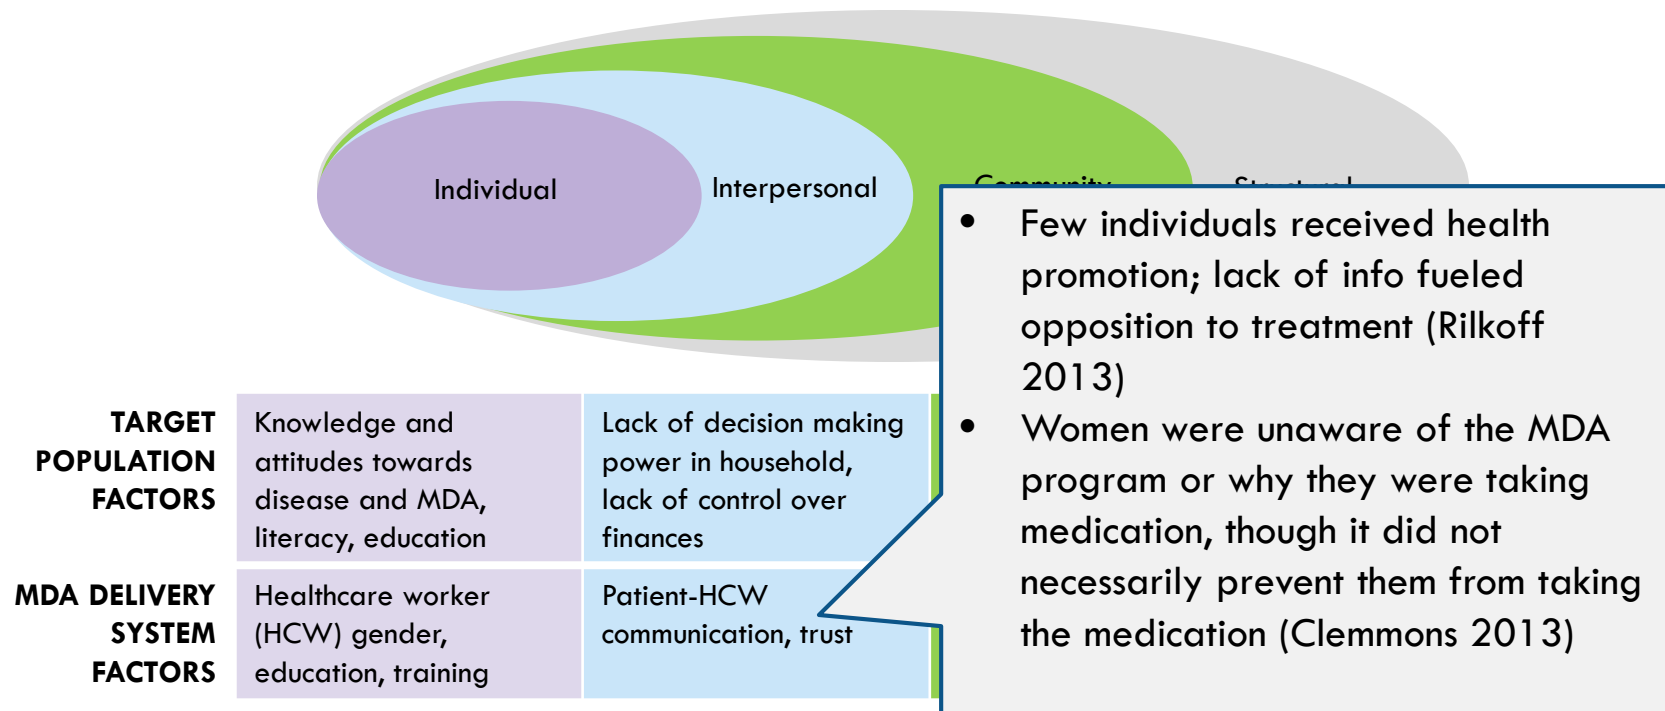 Individual
Interpersonal
Community
Structural
• Few individuals received health
promotion; lack of info fueled
opposition to treatment (Rilkoff
2013)
• Women were unaware of the MDA
program or why they were taking
medication, though it did not
necessarily prevent them from taking
the medication (Clemmons 2013)
TARGET
POPULATION
FACTORS
Knowledge and
attitudes towards
disease and MDA,
literacy, education
Lack of decision making
power in household,
lack of control over
finances
MDA DELIVERY
SYSTEM
FACTORS
Healthcare worker
(HCW) gender,
education, training
Patient-HCW
communication, trust